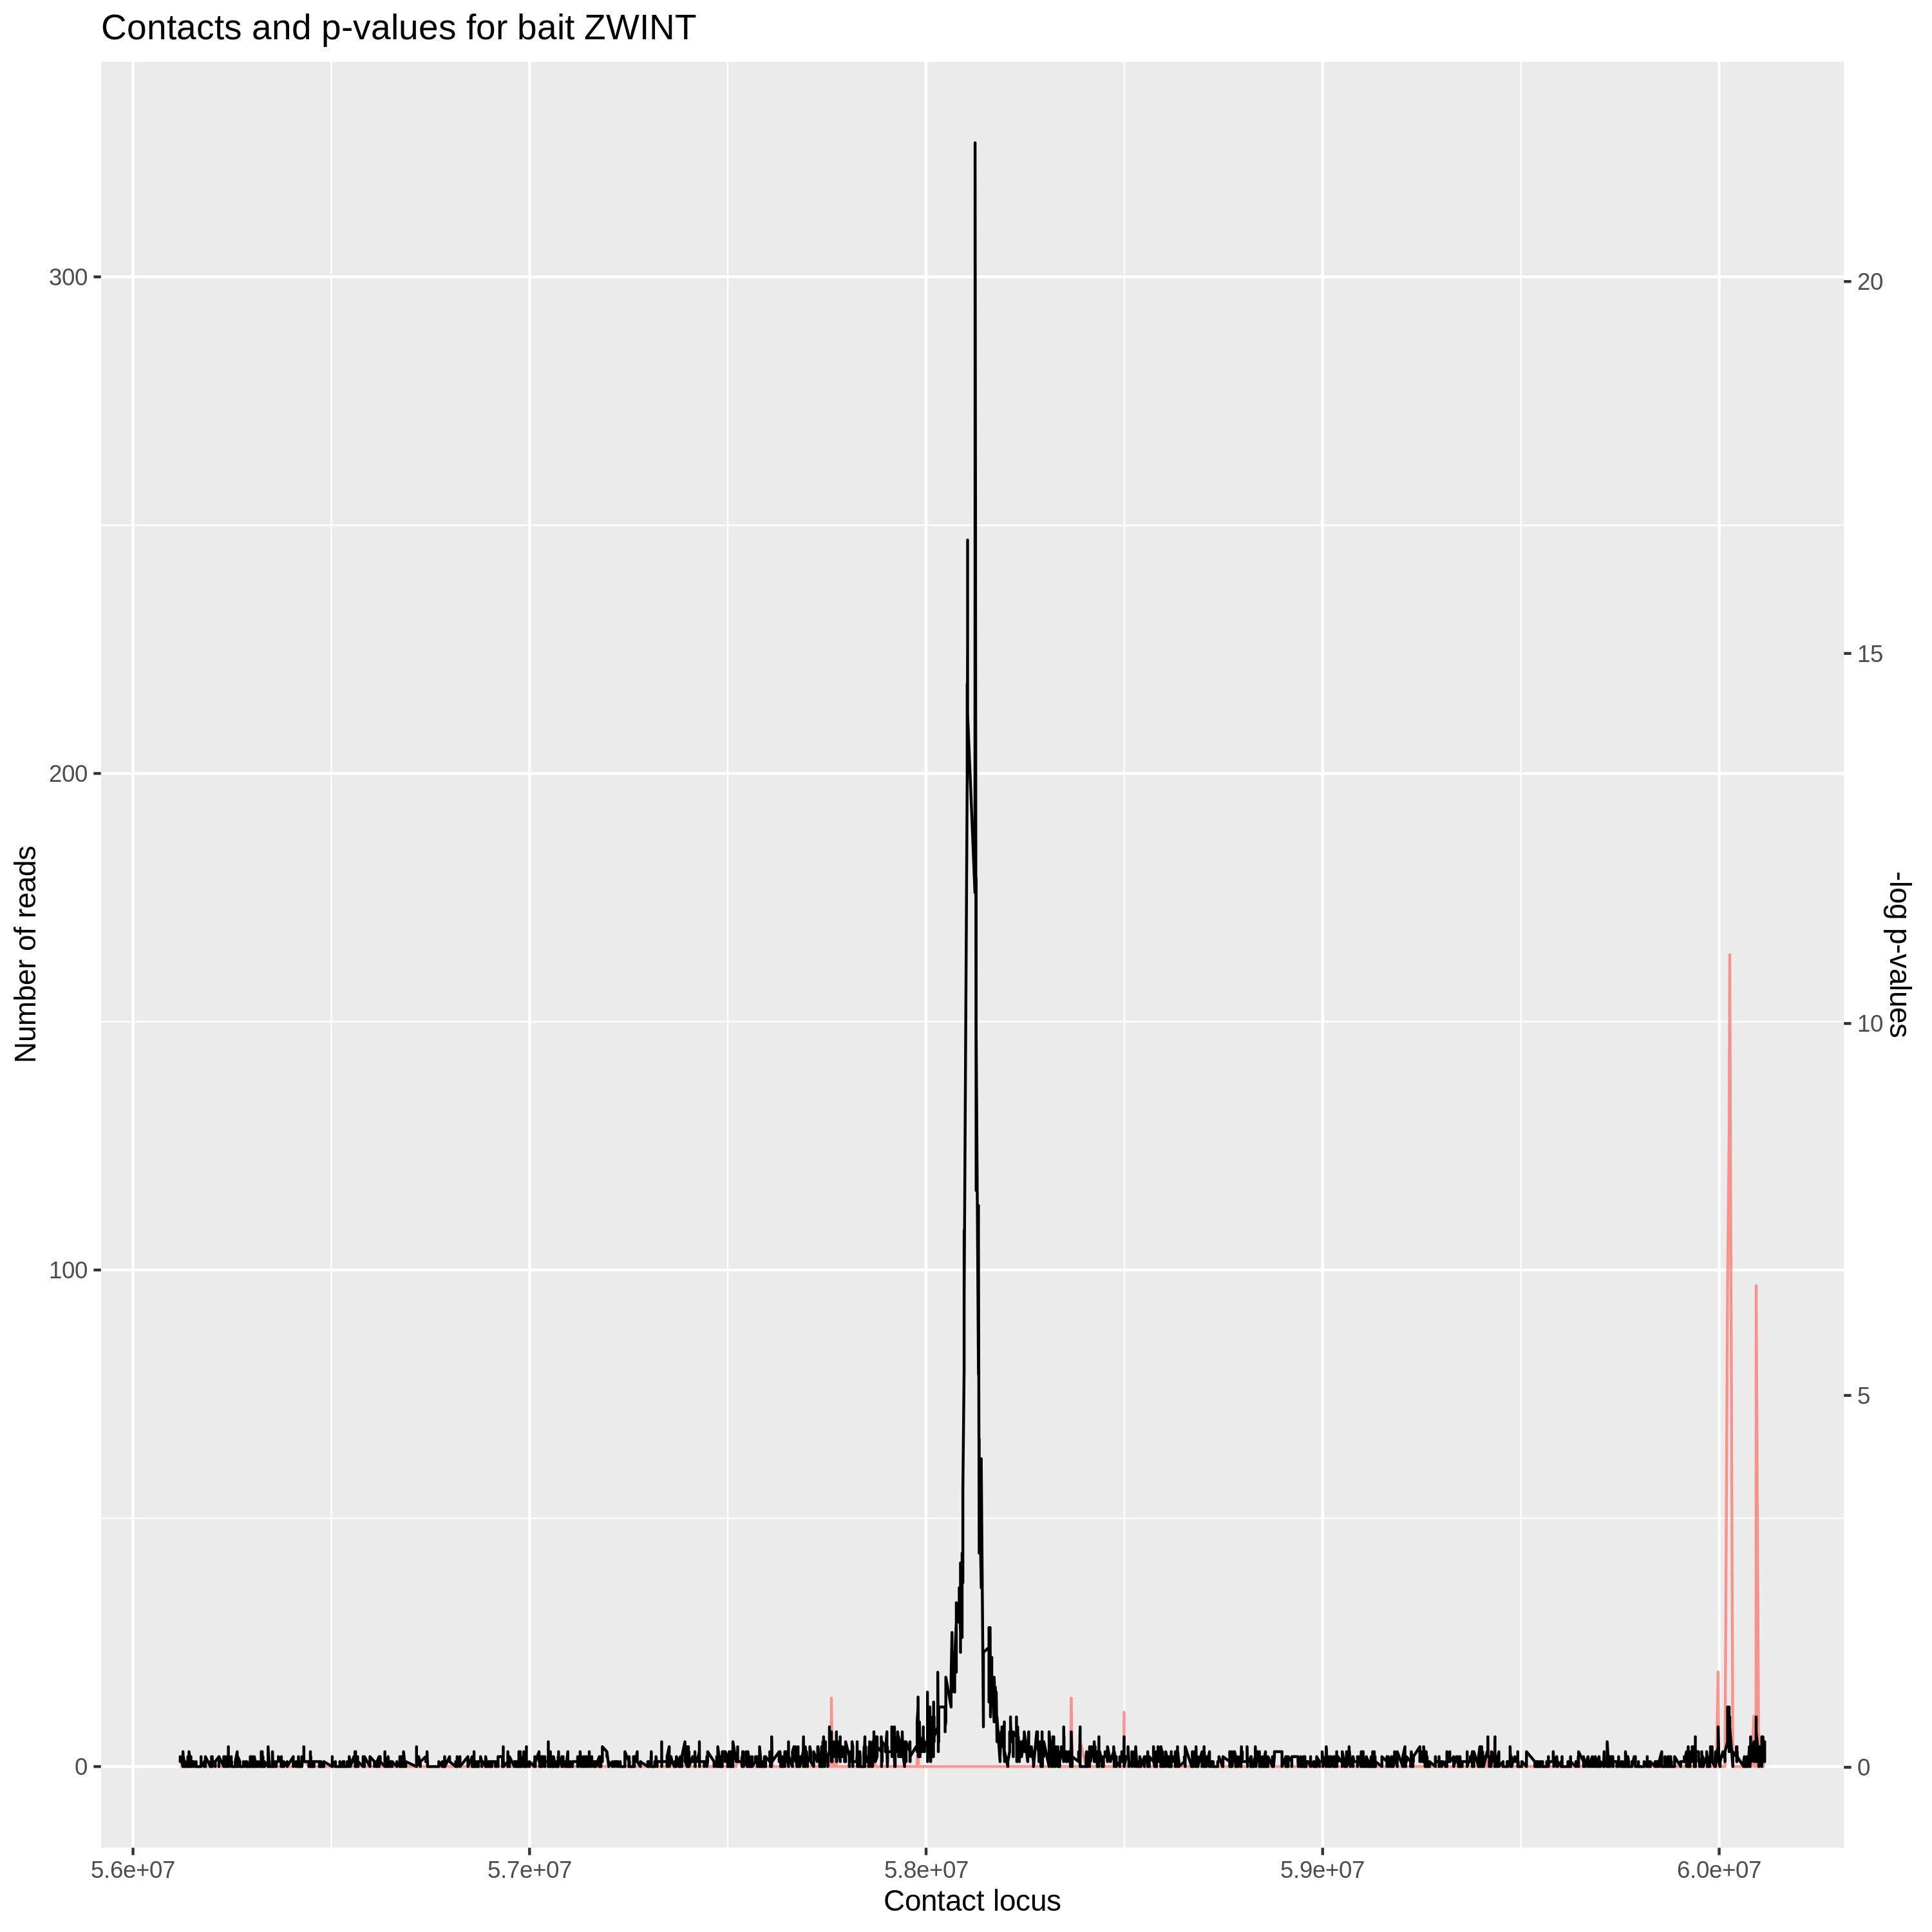 Contacts and p-values for bait ZWINT
300
200
100
0
Number of reads
20
15
10
5
0
-log p-values
5.6e+07
5.7e+07
5.8e+07
5.9e+07
6.0e+07
Contact locus